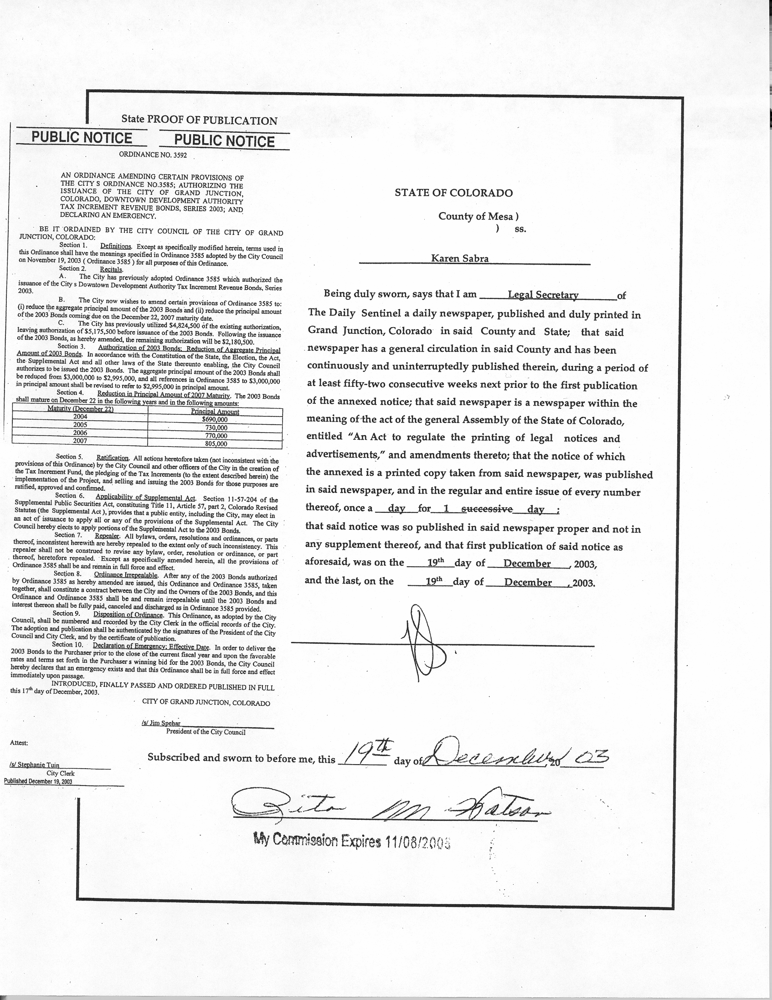 State PROOF OF PUBLICATION
PUBLIC NOTICE PUBLIC NOTICE
ORDINANCE NO. 3592
AN ORDINANCE AMENDING CERTAIN PROVISIONS OF
THE CITY S ORDINANCE NO.3585; AUTHORIZING THE
ISSUANCE OF THE CITY OF GRAND JUNCTION,
COLORADO, DOWNTOWN DEVELOPMENT AUTHORITY
TAX INCREMENT REVENUE BONDS, SERIES 2003; AND
DECLARING AN EMERGENCY.
BE IT ORDAINED BY THE CITY COUNCIL OF THE CITY OF GRAND
JUNCTION, COLORADO:
Section 1. Definitions. Except as specifically modified herein, terms used in
this Ordinance shall have the meanings specified in Ordinance 3585 adopted by the City Council
on November 19, 2003 ( Ordinance 3585 ) for all purposes of this Ordinance.
Section 2. Recitals.
A. The City has previously adopted Ordinance 3585 which authorized the
issuance of the City s Downtown Development Authority Tax Increment Revenue Bonds, Series
2003.
B. The City now wishes to amend certain provisions of Ordinance 3585 to:
(i) reduce the aggregate principal amount of the 2003 Bonds and (ii) reduce the principal amount
of the 2003 Bonds coming due on the December 22, 2007 maturity date.
C. The City has previously utilized $4,824,500 of the existing authorization,
leaving authorization of $5,175,500 before issuance of the 2003 Bonds. Following the issuance
of the 2003 Bonds, as hereby amended, the remaining authorization will be $2,180,500.
Section 3. Authorization of 2003 Bonds; Reduction of Aggregate Principal
Amount of 2003 Bonds. In accordance with the Constitution of the State, the Election, the Act,
the Supplemental Act and all other laws of the State thereunto enabling, the City Council
authorizes to be issued the 2003 Bonds. The aggregate principal amount of the 2003 Bonds shall
be reduced from $3,000,000 to $2,995,000, and all references in Ordinance 3585 to $3,000,000
in principal amount shall be revised to refer to $2,995,000 in principal amount.
Section 4. Reduction in Principal Amount of 2007 Maturity. The 2003 Bonds
shall mature on December 22 in the following years and in the following amounts:
Maturity (December 22) Principal Amount
2004 $690,000
2005 730,000
2006 770,000
2007 805,000
Section 5. Ratification. All actions heretofore taken (not inconsistent with the
provisions of this Ordinance) by the City Council and other officers of the City in the creation of
the Tax Increment Fund, the pledging of the Tax Increments (to the extent described herein) the
implementation of the Project, and selling and issuing the 2003 Bonds for those purposes are
ratified, approved and confirmed.
Section 6. Applicability of Supplemental Act. Section 11-57-204 of the
Supplemental Public Securities Act, constituting Title 11, Article 57, part 2, Colorado Revised
Statutes (the Supplemental Act ), provides that a public entity, including the City, may elect in
an act of issuance to apply all or any of the provisions of the Supplemental Act. The City
Council hereby elects to apply portions of the Supplemental Act to the 2003 Bonds.
Section 7. Repealer. All bylaws, orders, resolutions and ordinances, or parts
thereof, inconsistent herewith are hereby repealed to the extent only of such inconsistency. This
repealer shall not be construed to revise any bylaw, order, resolution or ordinance, or part
thereof, heretofore repealed. Except as specifically amended herein, all the provisions of
Ordinance 3585 shall be and remain in full force and effect.
Section 8. Ordinance Irrepealable. After any of the 2003 Bonds authorized
by Ordinance 3585 as hereby amended are issued, this Ordinance and Ordinance 3585, taken
together, shall constitute a contract between the City and the Owners of the 2003 Bonds, and this
Ordinance and Ordinance 3585 shall be and remain irrepealable until the 2003 Bonds and
interest thereon shall be fully paid, canceled and discharged as in Ordinance 3585 provided.
Section 9. Disposition of Ordinance. This Ordinance, as adopted by the City
Council, shall be numbered and recorded by the City Clerk in the official records of the City.
The adoption and publication shall be authenticated by the signatures of the President of the City
Council and City Clerk, and by the certificate of publication.
Section 10. Declaration of Emergency; Effective Date. In order to deliver the
2003 Bonds to the Purchaser prior to the close of the current fiscal year and upon the favorable
rates and terms set forth in the Purchaser s winning bid for the 2003 Bonds, the City Council
hereby declares that an emergency exists and that this Ordinance shall be in full force and effect
immediately upon passage.
INTRODUCED, FINALLY PASSED AND ORDERED PUBLISHED IN FULL
this 17th day of December, 2003.
CITY OF GRAND JUNCTION, COLORADO
/s/ Jim Spehar
President of the City Council
Attest:
/s/ Stephanie Tuin
City Clerk
Published December 19, 2003
STATE OF COLORADO
County of Mesa )
) ss.
Karen Sabra
Being duly sworn, says that I am Legal Secretary of
The Daily Sentinel a daily newspaper, published and duly printed in
Grand Junction, Colorado in said County and State; that said
newspaper has a general circulation in said County and has been
continuously and uninterruptedly published therein, during a period of
at least fifty-two consecutive weeks next prior to the first publication
of the annexed notice; that said newspaper is a newspaper within the
meaning of the act of the general Assembly of the State of Colorado,
entitled “An Act to regulate the printing of legal notices and
advertisements,” and amendments thereto; that the notice of which
the annexed is a printed copy taken from said newspaper, was published
in said newspaper, and in the regular and entire issue of every number
thereof, once a day for 1 successive day ;
that said notice was so published in said newspaper proper and not in
any supplement thereof, and that first publication of said notice as
aforesaid, was on the 19th day of December , 2003,
and the last, on the 19th day of December , 2003.
Subscribed and sworn to before me, this 19th day of December, 20 03
Rita M Watson
My Commission Expires 11/08/200